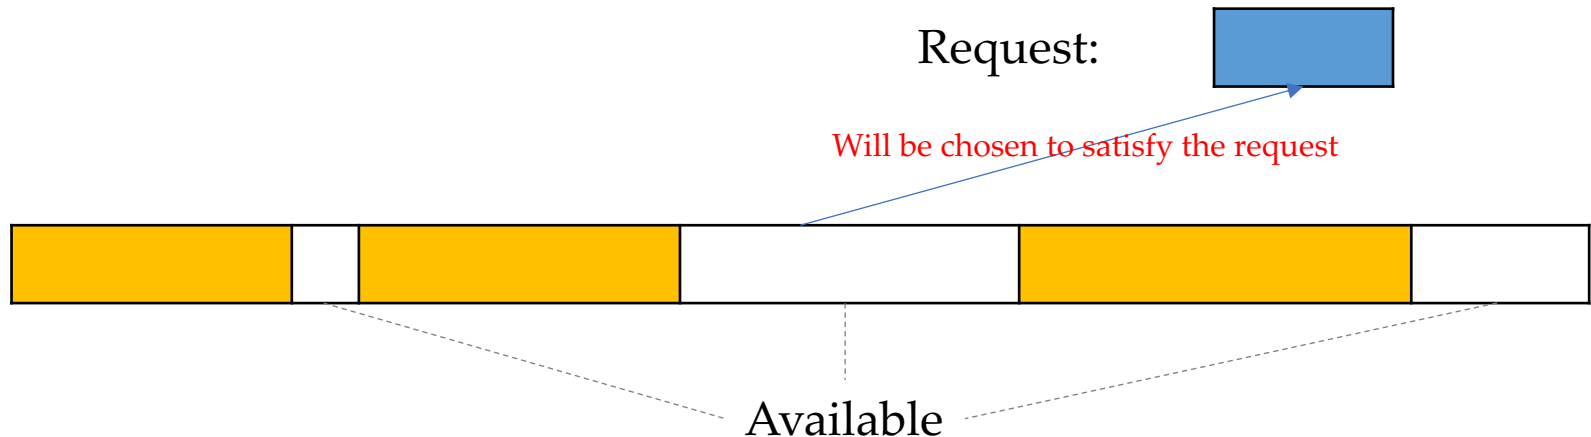 Request:
Will be chosen to satisfy the request
Available